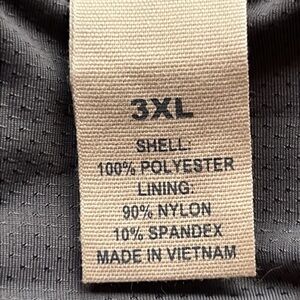 3XL
SHELL:
100% POLYESTER
LINING:
90% NYLON
10% SPANDEX
MADE IN VIETNAM